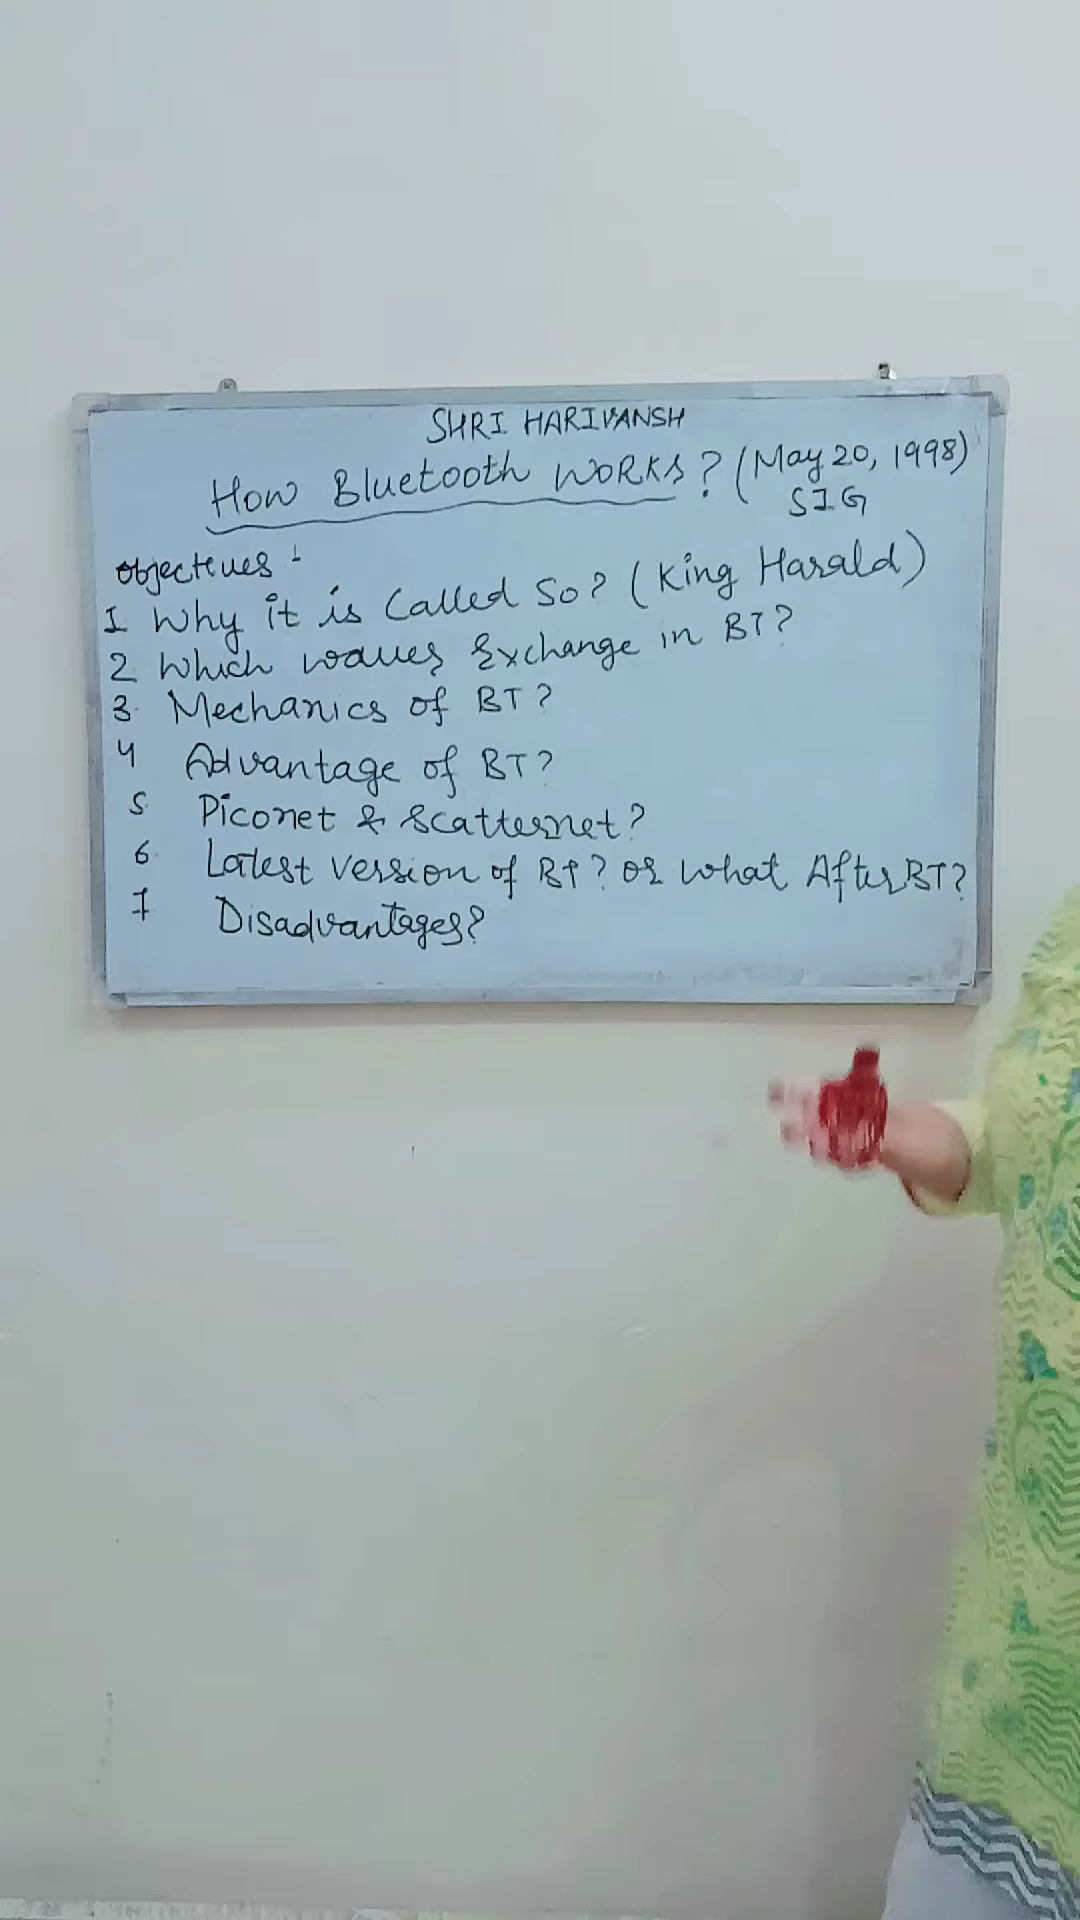 SHRI HARIVANSH
How Bluetooth WORKS? (May 20, 1998)
SIG
Objectives :
1 Why it is Called So? (King Harald)
2 Which waves Exchange in BT?
3. Mechanics of BT?
4 Advantage of BT?
5. Piconet & Scatternet?
6. Latest version of BT? or What After BT?
7 Disadvantages?